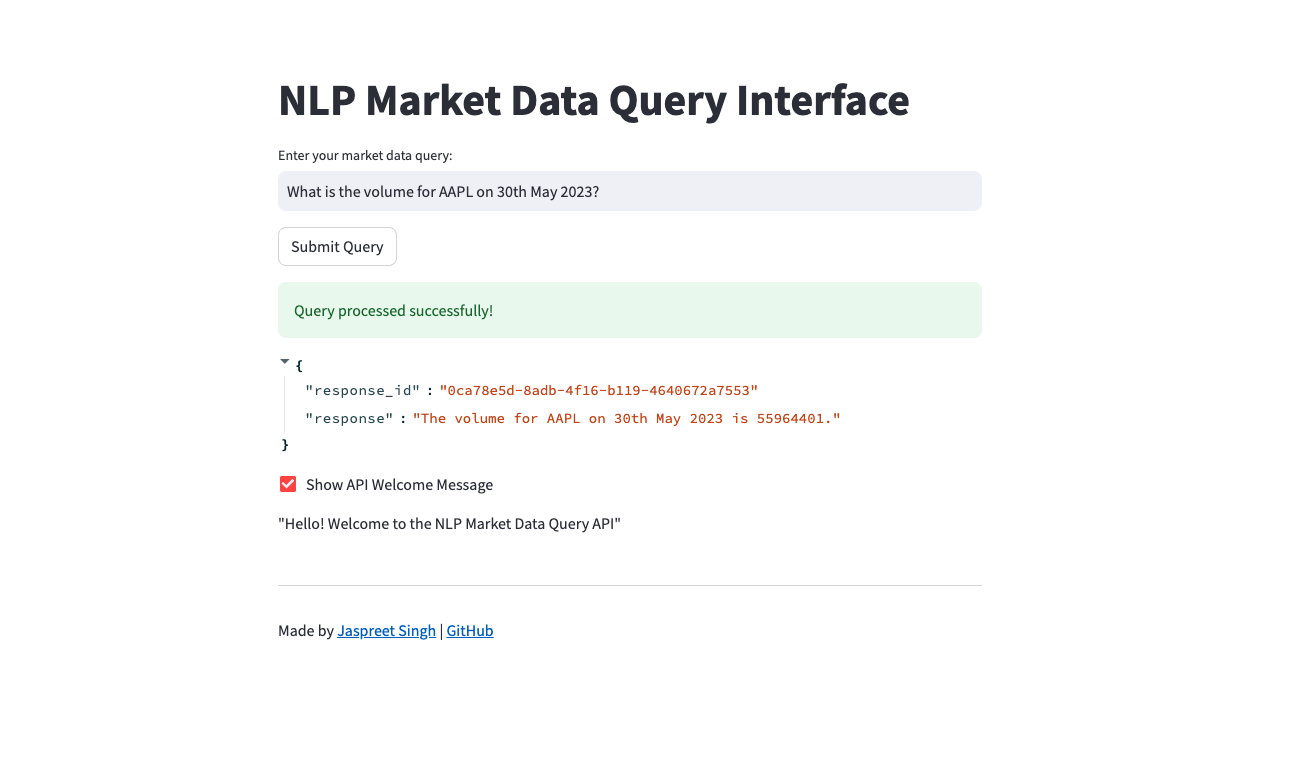 NLP Market Data Query Interface
Enter your market data query:
What is the volume for AAPL on 30th May 2023?
Submit Query
Query processed successfully!
{
"response_id" : "0ca78e5d-8adb-4f16-b119-4640672a7553"
"response" : "The volume for AAPL on 30th May 2023 is 55964401."
}
Show API Welcome Message
"Hello! Welcome to the NLP Market Data Query API"
Made by Jaspreet Singh | GitHub